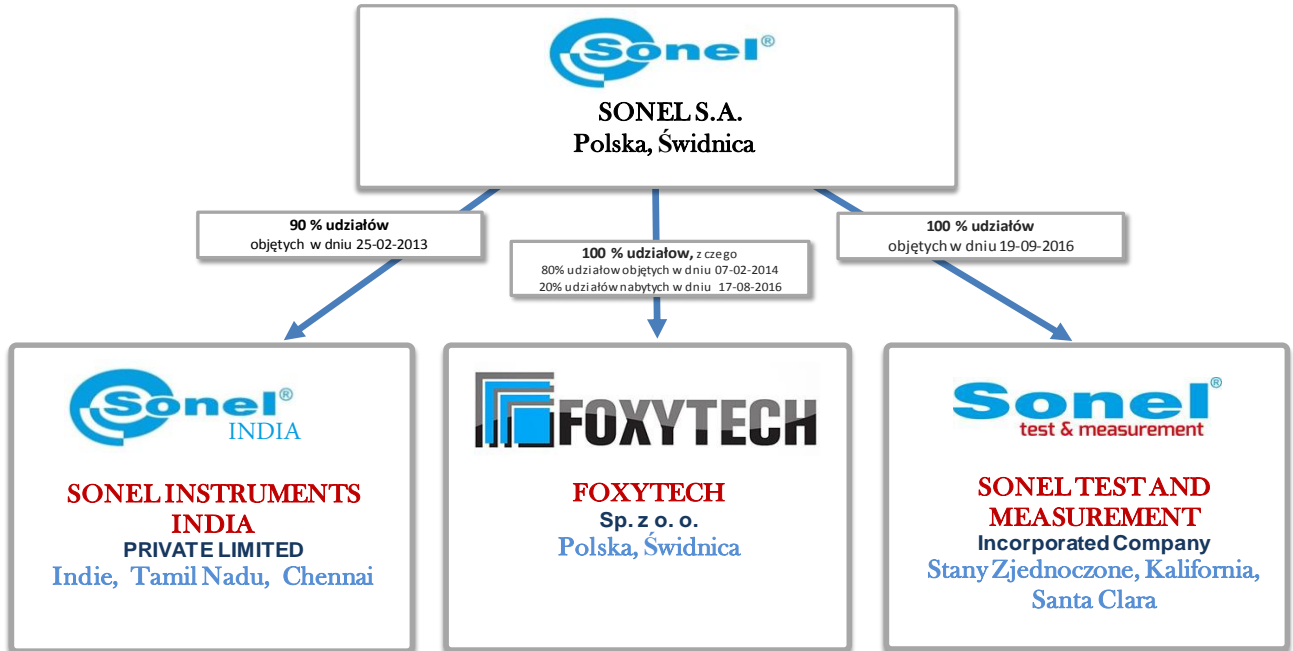 Sonel®
SONEL S.A.
Polska, Świdnica
90 % udziałów
objętych w dniu 25-02-2013
100 % udziałów, z czego
80% udziałow objętych w dniu 07-02-2014
20% udziałów nabytych w dniu 17-08-2016
100 % udziałów
objętych w dniu 19-09-2016
Sonel®
INDIA
SONEL INSTRUMENTS
INDIA
PRIVATE LIMITED
Indie, Tamil Nadu, Chennai
FOXYTECH
FOXYTECH
Sp. z o. o.
Polska, Świdnica
Sonel®
test & measurement
SONEL TEST AND
MEASUREMENT
Incorporated Company
Stany Zjednoczone, Kalifornia,
Santa Clara